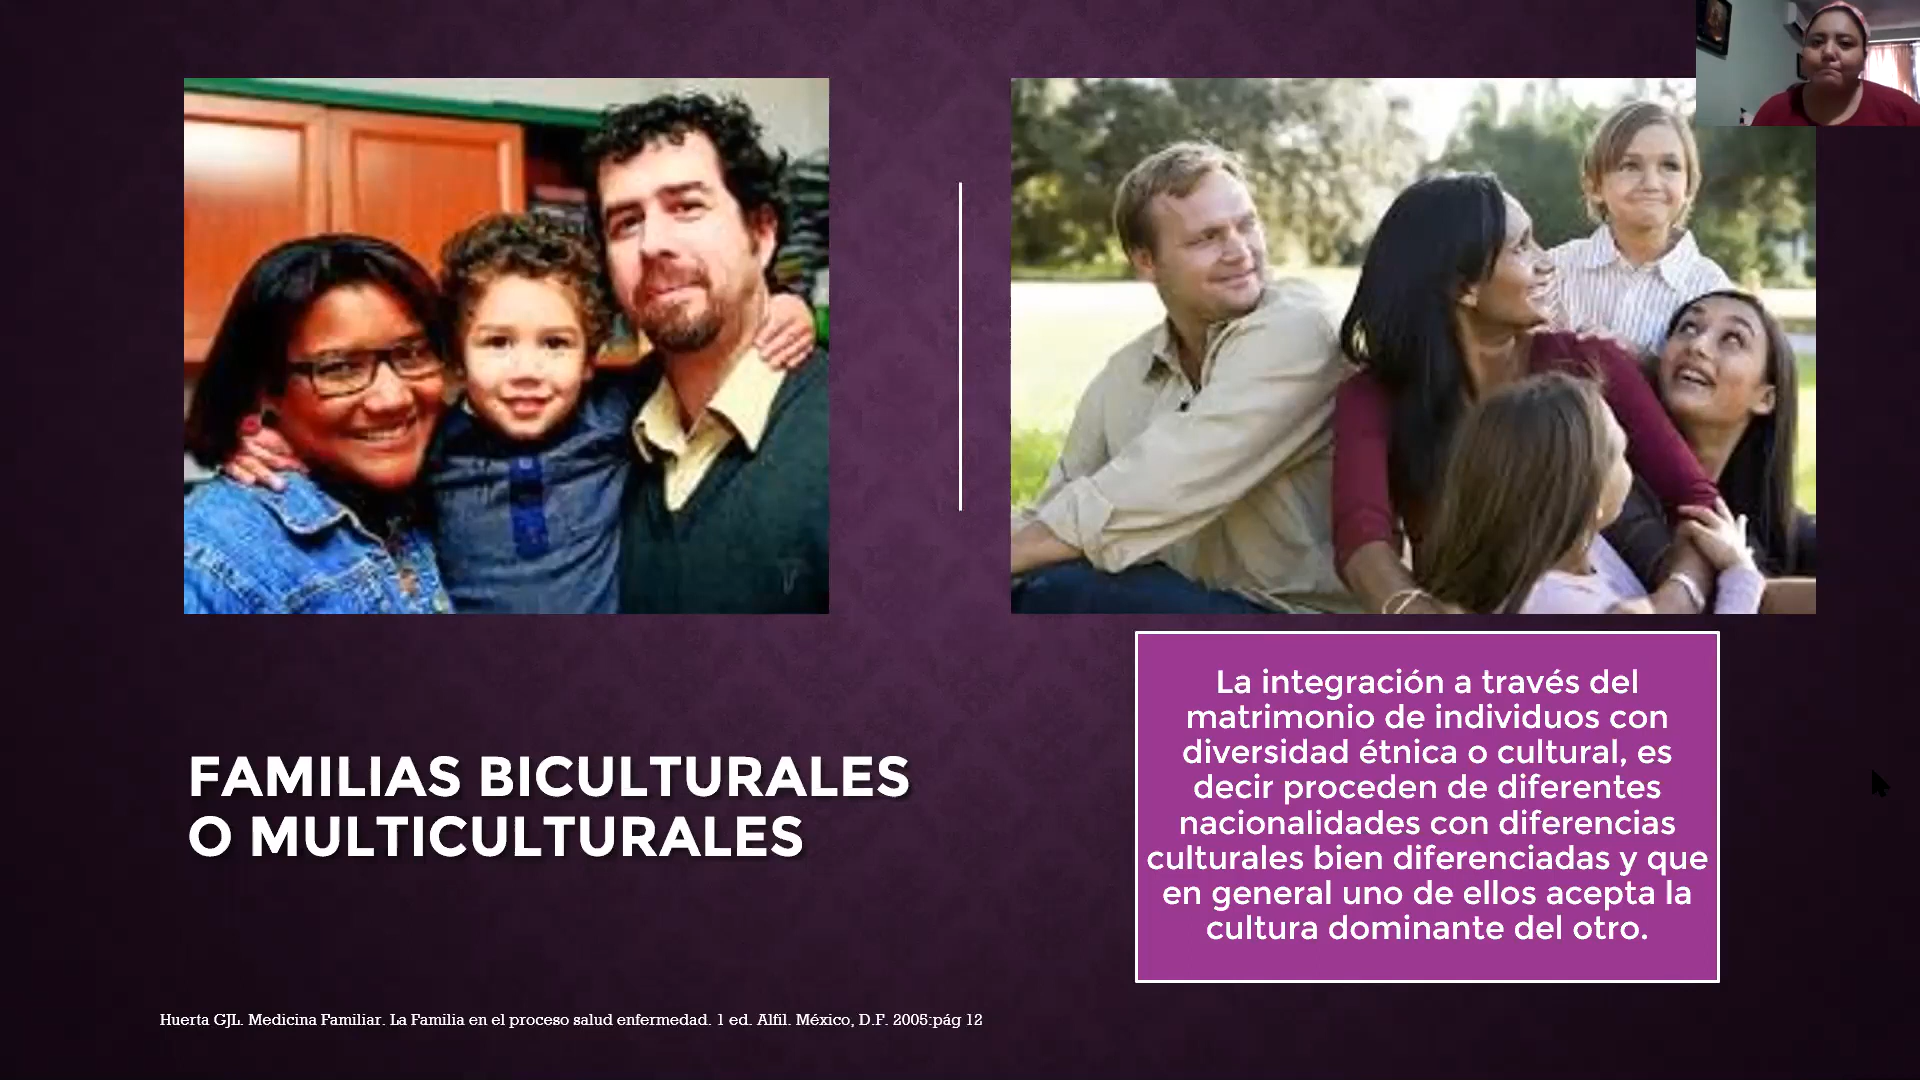 FAMILIAS BICULTURALES
O MULTICULTURALES
La integración a través del
matrimonio de individuos con
diversidad étnica o cultural, es
decir proceden de diferentes
nacionalidades con diferencias
culturales bien diferenciadas y que
en general uno de ellos acepta la
cultura dominante del otro.
Huerta GJL. Medicina Familiar. La Familia en el proceso salud enfermedad. 1 ed. Alfil. México, D.F. 2005:pág 12